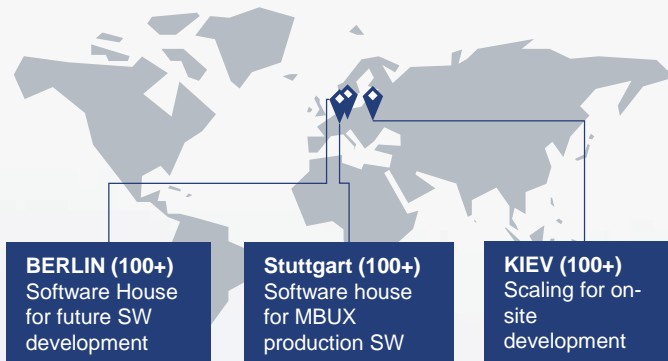 BERLIN (100+)
Software House
for future SW
development
Stuttgart (100+)
Software house
for MBUX
production SW
KIEV (100+)
Scaling for on-
site
development